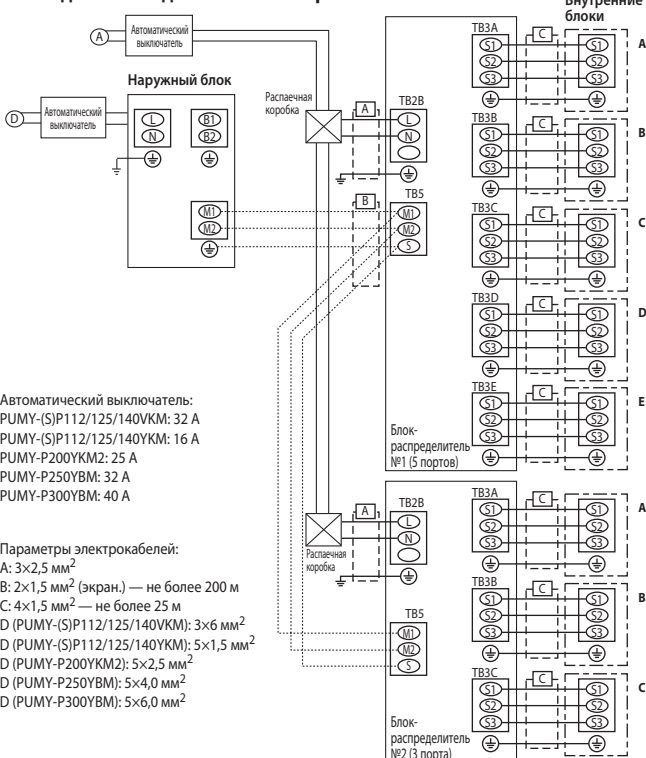 Внутренние
блоки
A
Автоматический
выключатель
Наружный блок
D
Автоматический
выключатель
L
N
B1
B2
M1
M2
Распаечная
коробка
A
TB2B
L
N
B
TB5
M1
M2
S
TB3A
S1
S2
S3
C
S1
S2
S3
A
TB3B
S1
S2
S3
C
S1
S2
S3
B
TB3C
S1
S2
S3
C
S1
S2
S3
C
TB3D
S1
S2
S3
C
S1
S2
S3
D
TB3E
S1
S2
S3
C
S1
S2
S3
E
Блок-
распределитель
№1 (5 портов)
Автоматический выключатель:
PUMY-(S)P112/125/140VKM: 32 А
PUMY-(S)P112/125/140YKM: 16 А
PUMY-P200YKM2: 25 А
PUMY-P250YBM: 32 А
PUMY-P300YBM: 40 А
Параметры электрокабелей:
A: 3×2,5 мм²
B: 2×1,5 мм² (экран.) — не более 200 м
C: 4×1,5 мм² — не более 25 м
D (PUMY-(S)P112/125/140VKM): 3×6 мм²
D (PUMY-(S)P112/125/140YKM): 5×1,5 мм²
D (PUMY-P200YKM2): 5×2,5 мм²
D (PUMY-P250YBM): 5×4,0 мм²
D (PUMY-P300YBM): 5×6,0 мм²
Распаечная
коробка
A
TB2B
L
N
TB5
M1
M2
S
TB3A
S1
S2
S3
C
S1
S2
S3
A
TB3B
S1
S2
S3
C
S1
S2
S3
B
TB3C
S1
S2
S3
C
S1
S2
S3
C
Блок-
распределитель
№2 (3 порта)